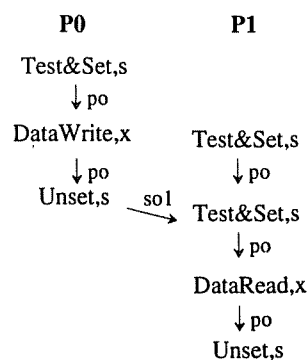 P0 P1
Test&Set,s
po
DataWrite,x Test&Set,s
po po
Unset,s so1 Test&Set,s
po
DataRead,x
po
Unset,s